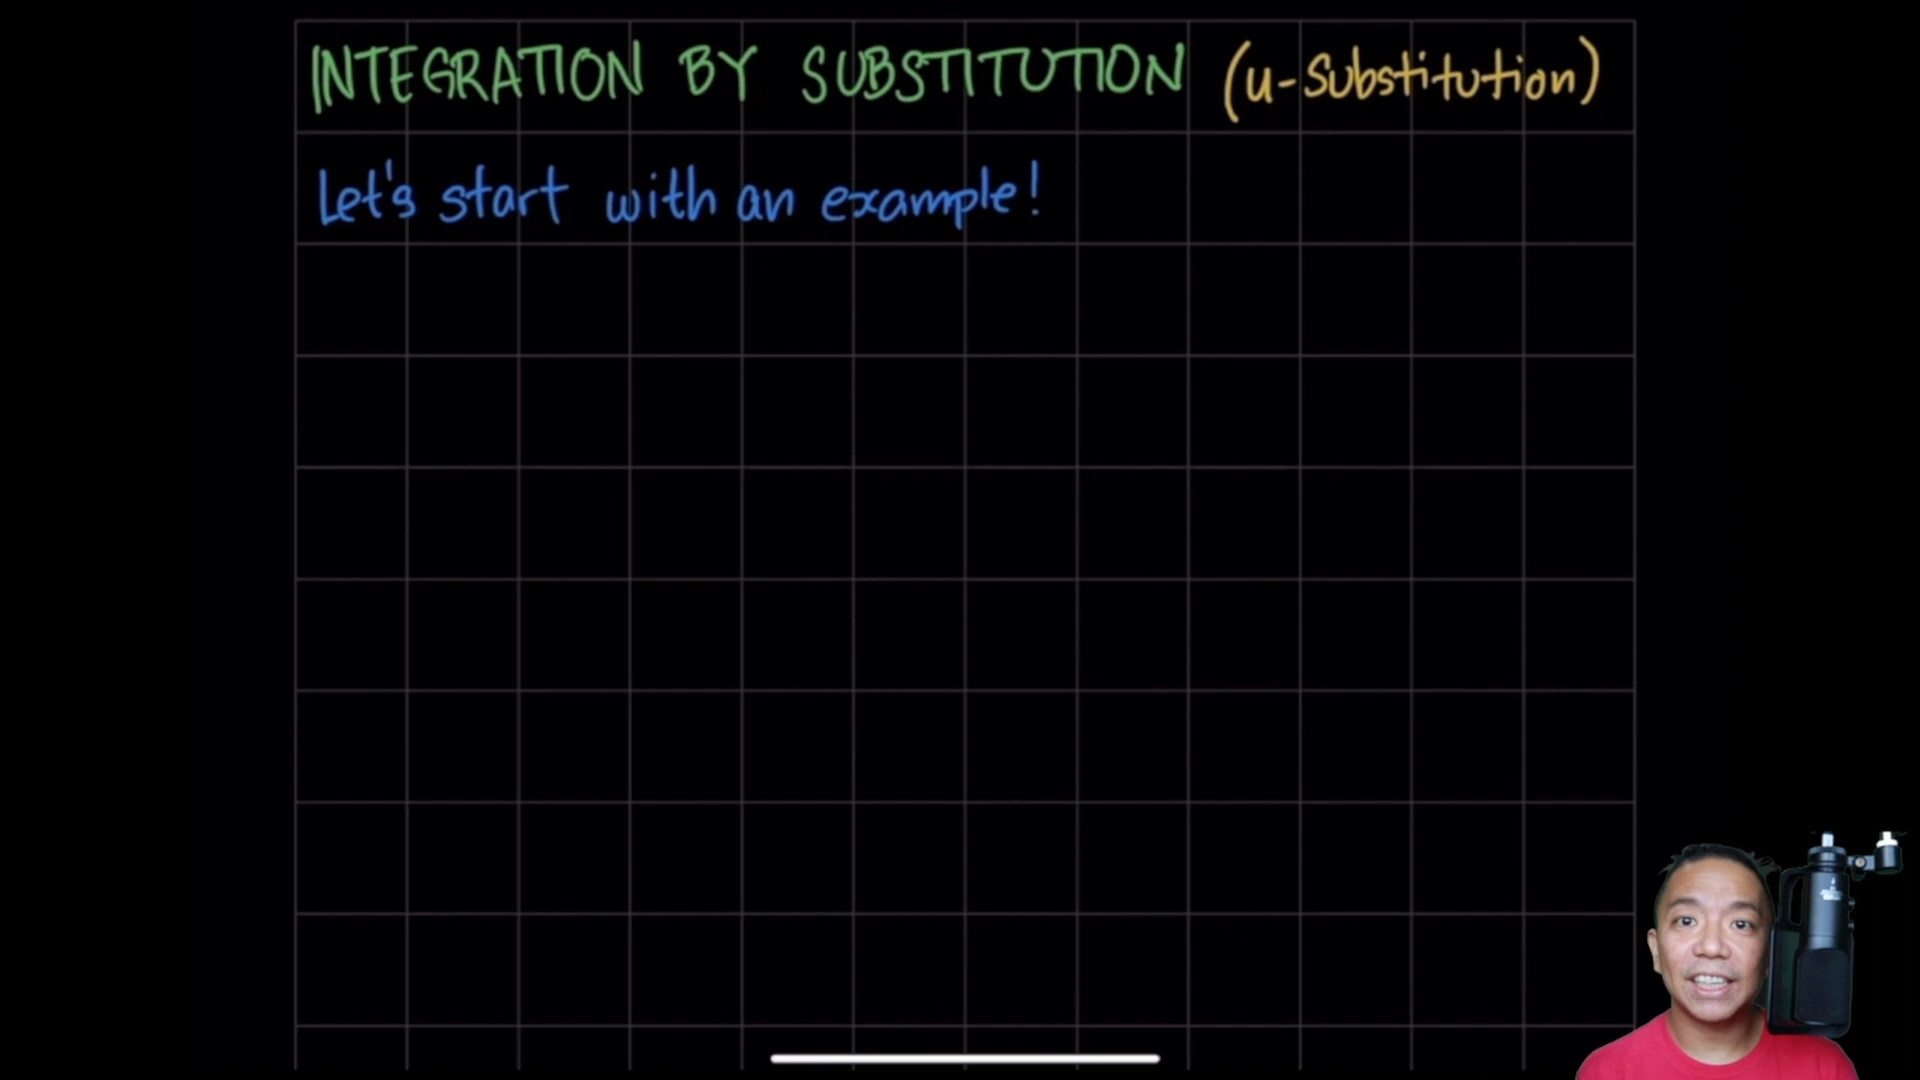 INTEGRATION BY SUBSTITUTION (u-Substitution)
Let's start with an example!